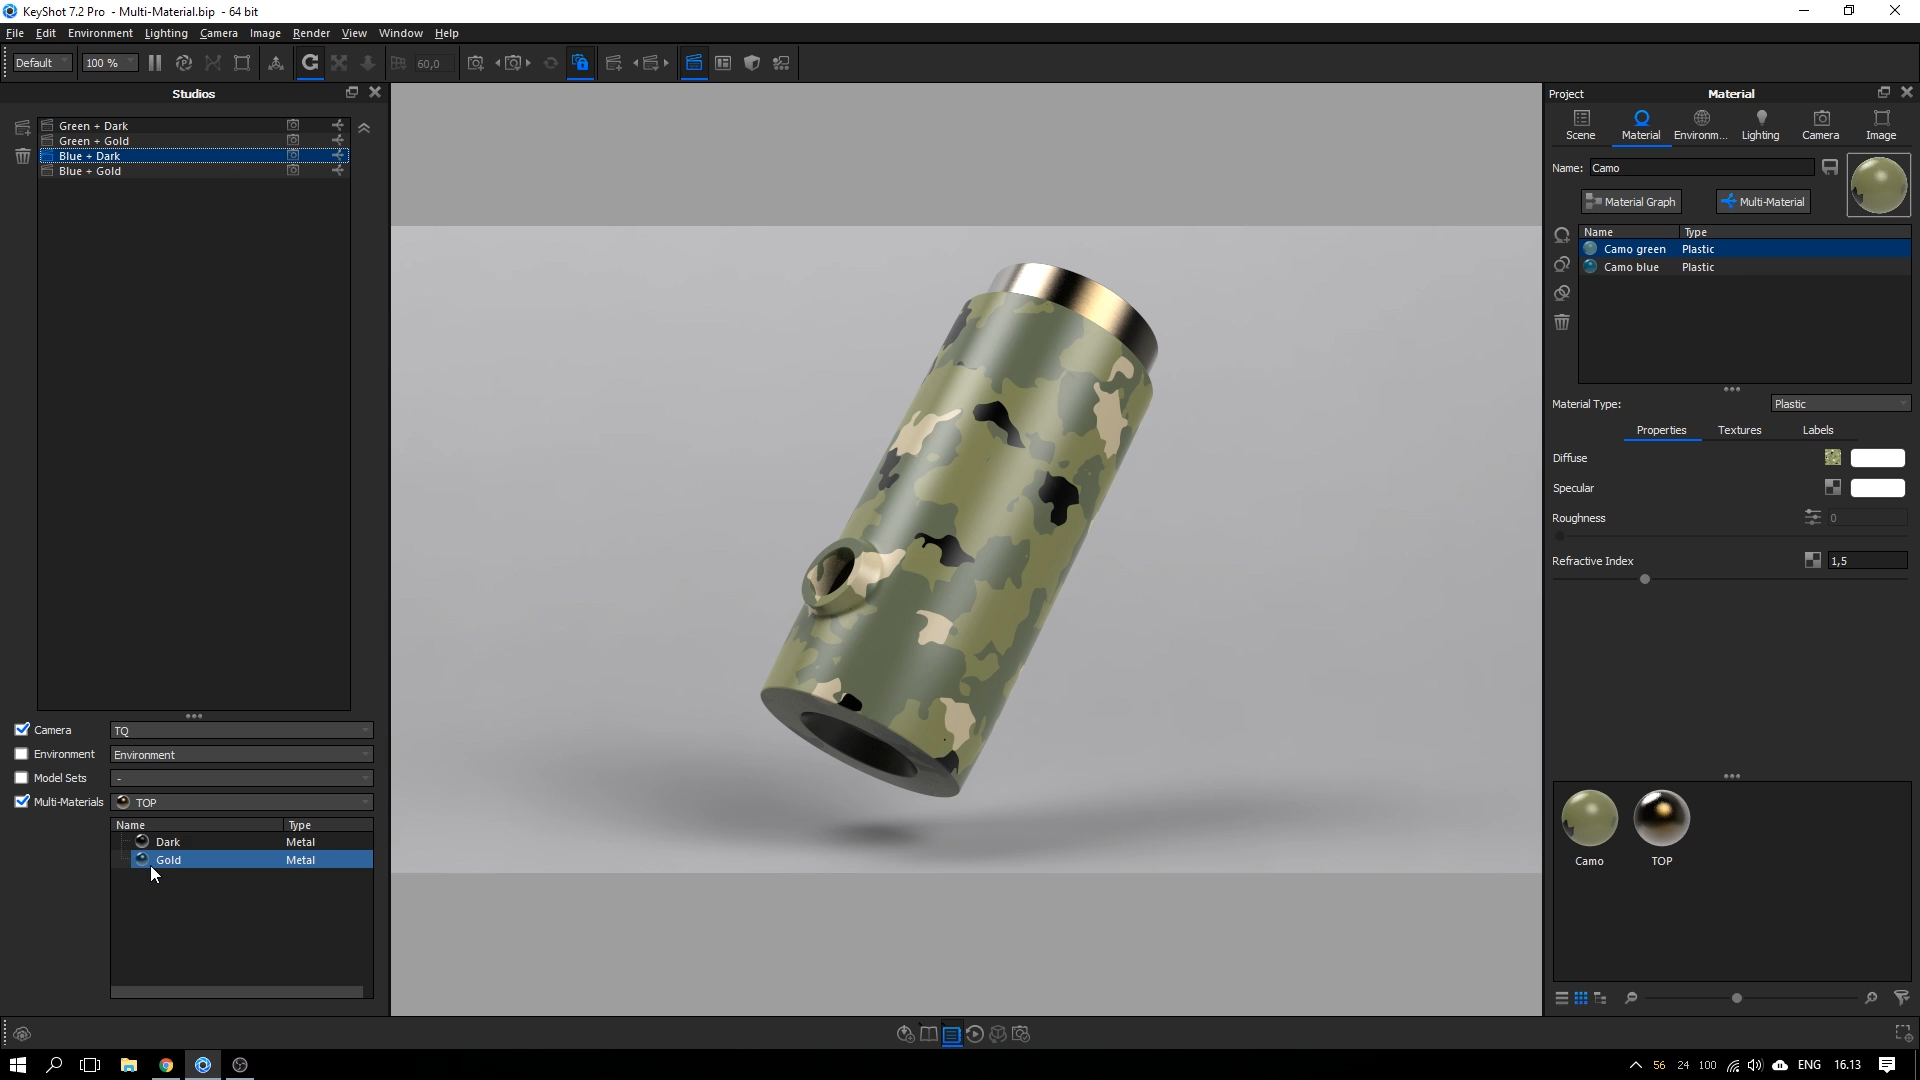 KeyShot 7.2 Pro - Multi-Material.bip - 64 bit
File Edit Environment Lighting Camera Image Render View Window Help
Default 100 % 60,0
Studios
Green + Dark
Green + Gold
Blue + Dark
Blue + Gold
Camera TQ
Environment Environment
Model Sets -
Multi-Materials TOP
Name Type
Dark Metal
Gold Metal
Project Material
Scene Material Environm... Lighting Camera Image
Name: Camo
Material Graph Multi-Material
Name Type
Camo green Plastic
Camo blue Plastic
Material Type: Plastic
Properties Textures Labels
Diffuse
Specular
Roughness 0
Refractive Index 1,5
Camo TOP
56 24 100 ENG 16.13